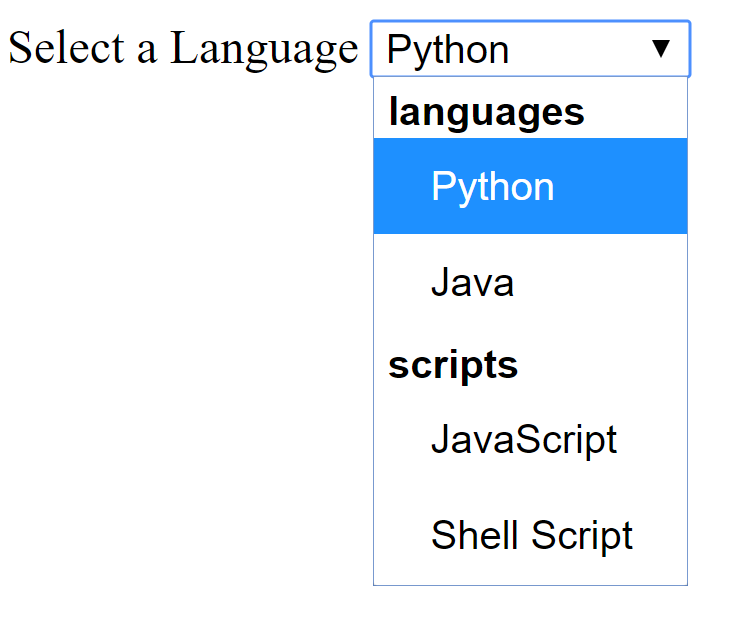 Select a Language Python
languages
Python
Java
scripts
JavaScript
Shell Script